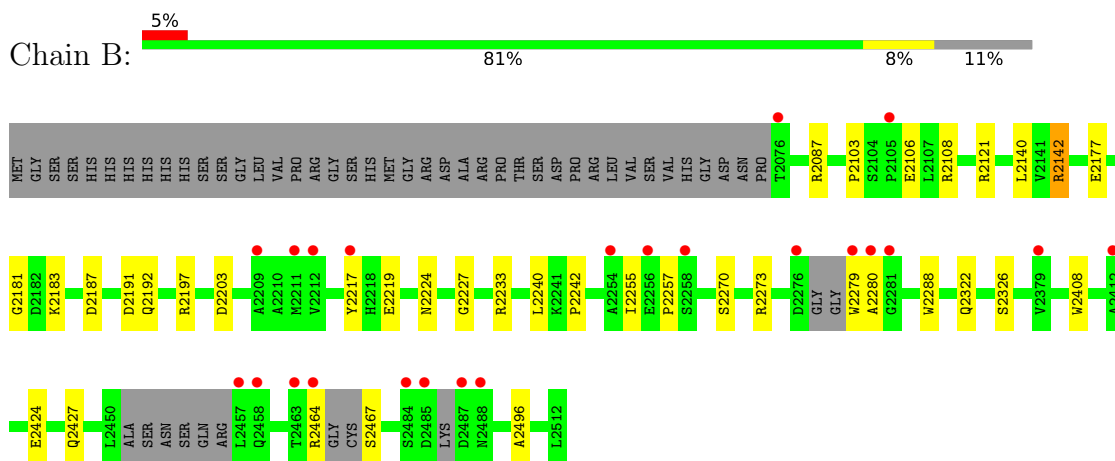 5%
Chain B:
81% 8% 11%
MET GLY SER SER HIS HIS HIS HIS HIS HIS SER SER GLY LEU VAL PRO ARG GLY SER HIS MET GLY ARG ASP ALA ARG PRO THR SER ASP PRO ARG LEU VAL SER VAL HIS GLY ASP ASN PRO T2076 R2087 P2103 S2104 P2105 E2106 L2107 R2108 R2121 L2140 V2141 R2142 E2177
G2181 D2182 K2183 D2187 D2191 Q2192 R2197 D2203 A2209 A2210 M2211 V2212 Y2217 H2218 E2219 N2224 G2227 R2233 L2240 K2241 P2242 A2254 I2255 E2256 P2257 S2258 S2270 R2273 D2276 GLY GLY W2279 A2280 G2281 W2288 Q2322 S2326 V2379 W2408
E2424 Q2427 L2450 ALA SER ASN SER GLN ARG L2457 Q2458 T2463 R2464 GLY CYS S2467 S2484 D2485 LYS D2487 N2488 A2496 L2512